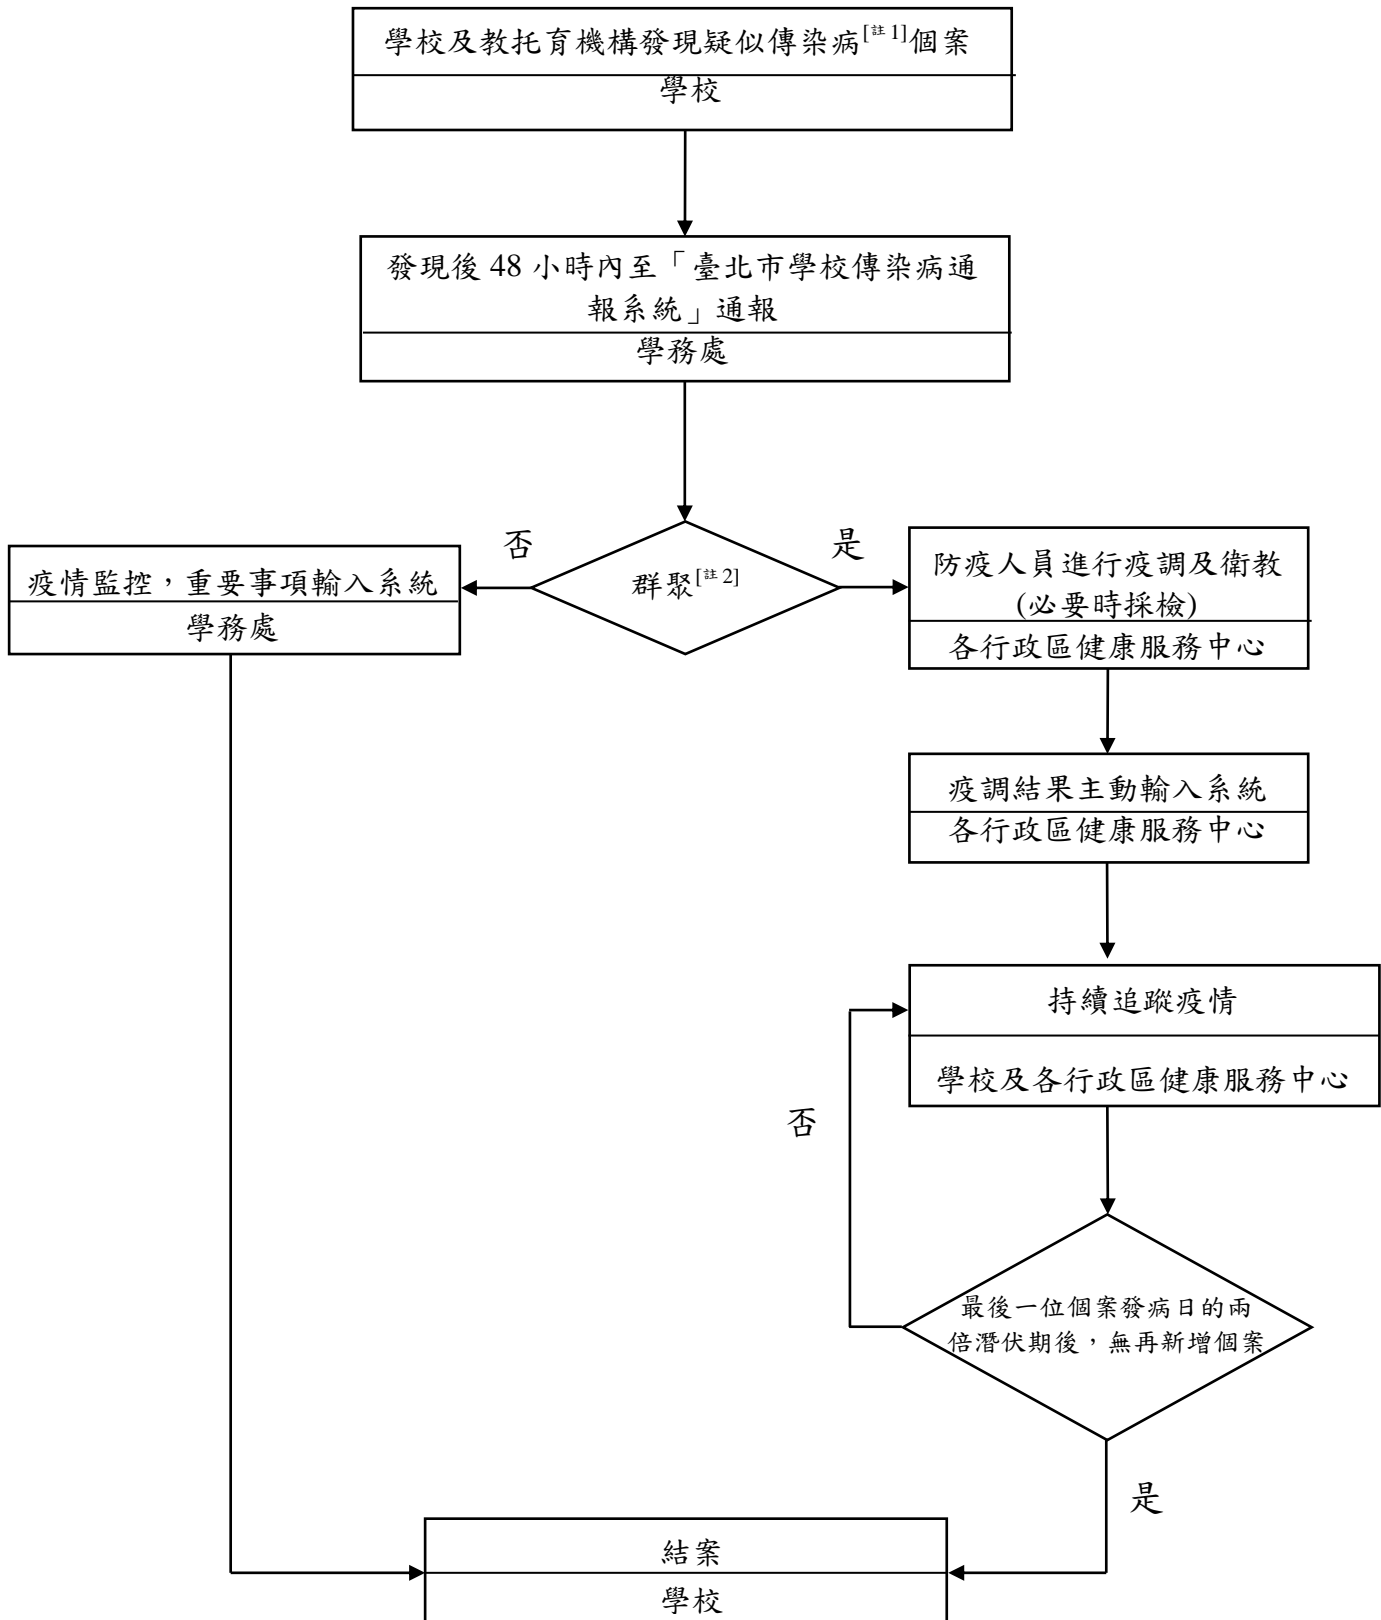 學校及教托育機構發現疑似傳染病[註 1]個案
學校
發現後 48 小時內至「臺北市學校傳染病通
報系統」通報
學務處
否
是
疫情監控，重要事項輸入系統
學務處
群聚[註 2]
防疫人員進行疫調及衛教
(必要時採檢)
各行政區健康服務中心
疫調結果主動輸入系統
各行政區健康服務中心
持續追蹤疫情
學校及各行政區健康服務中心
否
最後一位個案發病日的兩
倍潛伏期後，無再新增個案
是
結案
學校